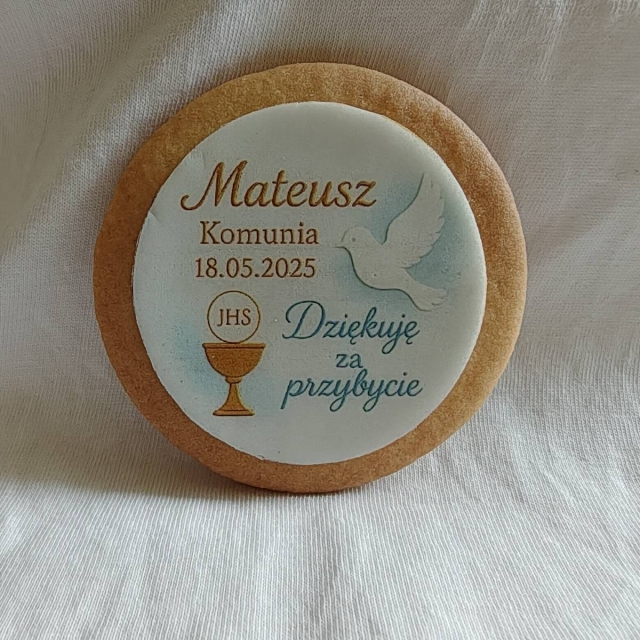 Mateusz
Komunia
18.05.2025
JHS
Dziękuję
za
przybycie